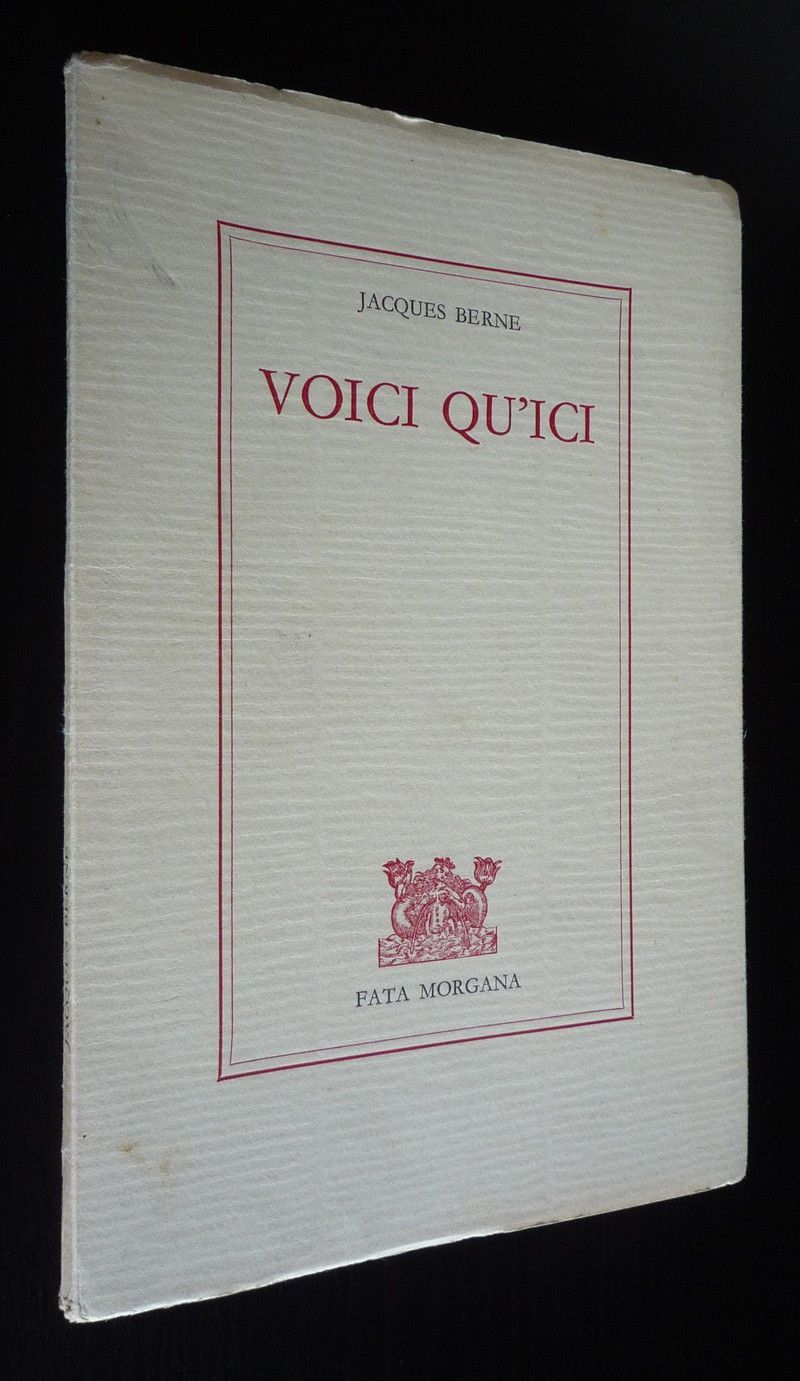 JACQUES BERNE
VOICI QU'ICI
FATA MORGANA